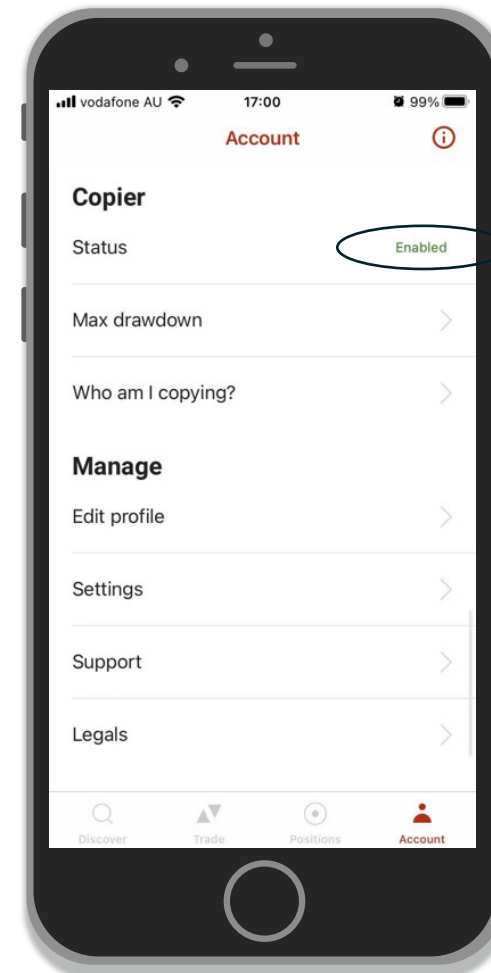 vodafone AU 17:00 99%
Account
Copier
Status Enabled
Max drawdown
Who am I copying?
Manage
Edit profile
Settings
Support
Legals
Discover Trade Positions Account